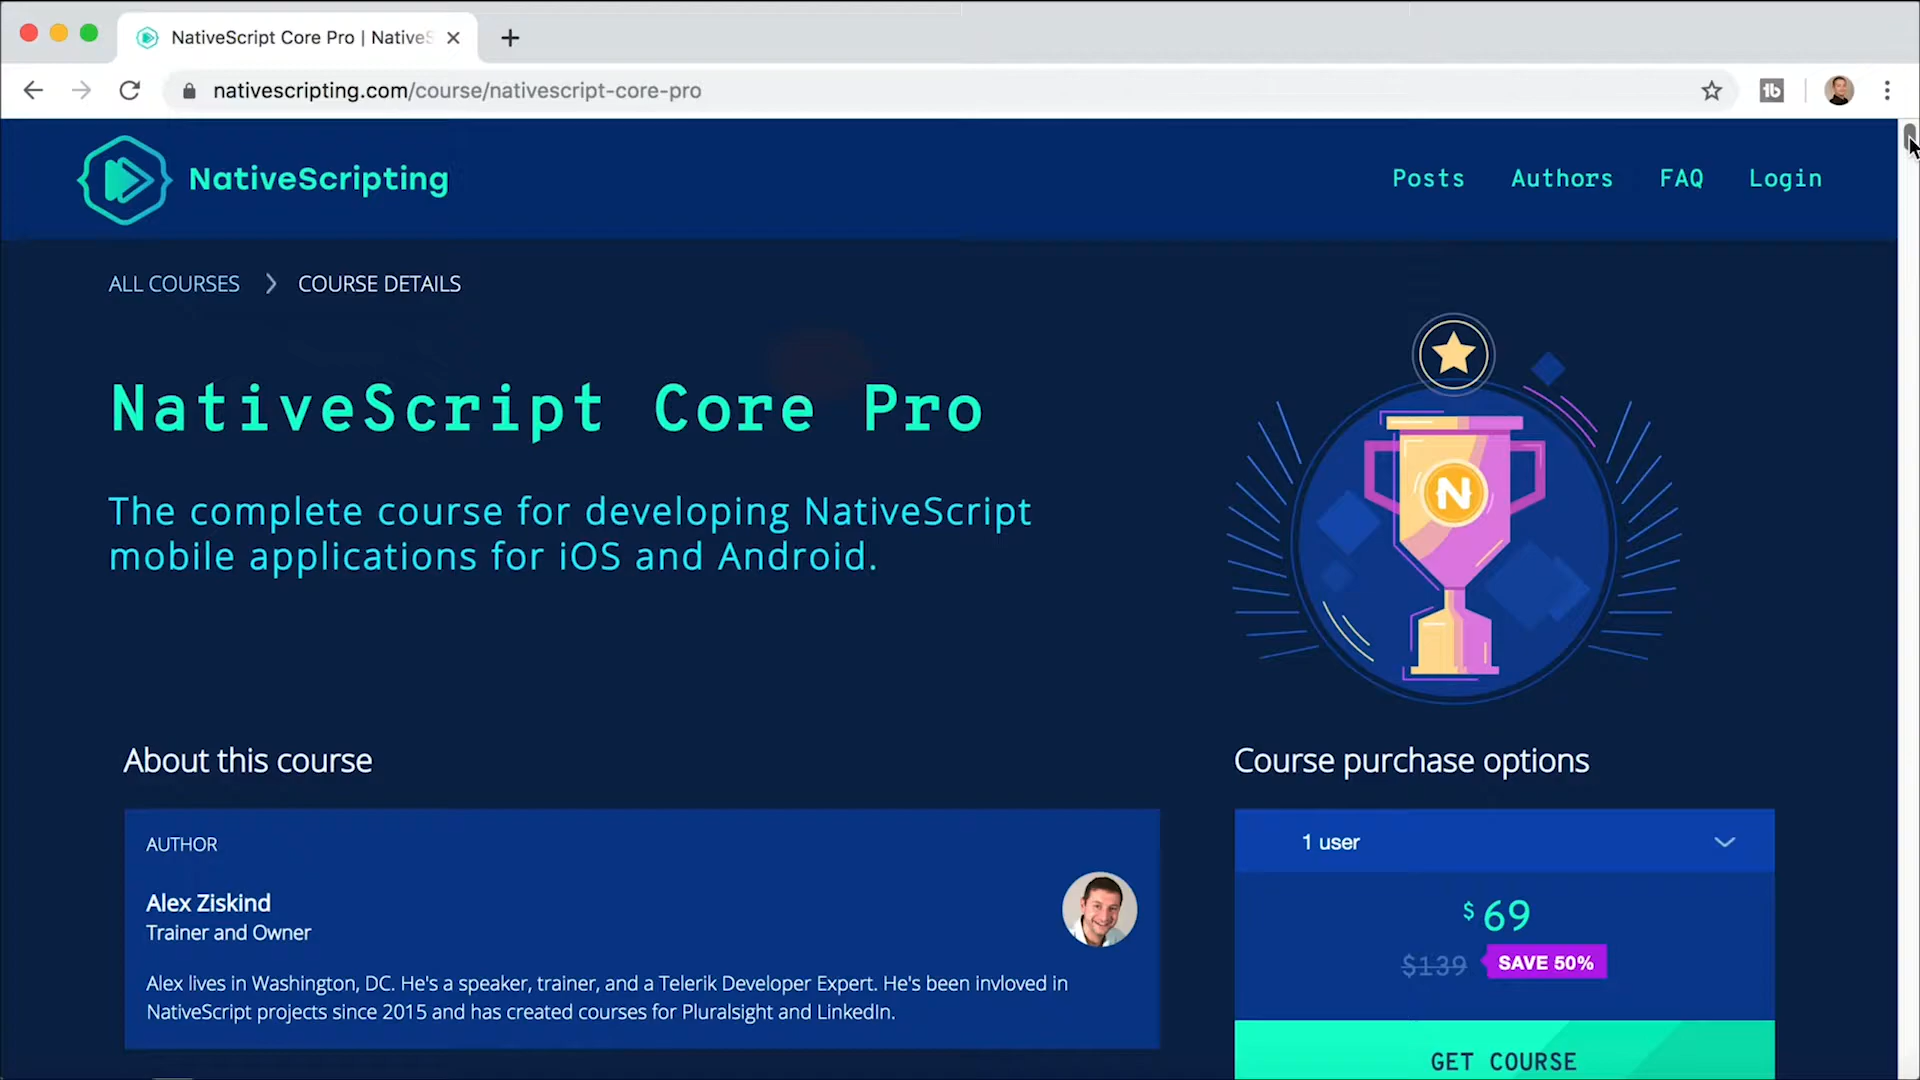 NativeScript Core Pro | NativeS
nativescripting.com/course/nativescript-core-pro
NativeScripting
Posts Authors FAQ Login
ALL COURSES COURSE DETAILS
NativeScript Core Pro
The complete course for developing NativeScript
mobile applications for iOS and Android.
N
About this course
AUTHOR
Alex Ziskind
Trainer and Owner
Alex lives in Washington, DC. He's a speaker, trainer, and a Telerik Developer Expert. He's been invloved in
NativeScript projects since 2015 and has created courses for Pluralsight and LinkedIn.
Course purchase options
1 user
$69
$139 SAVE 50%
GET COURSE